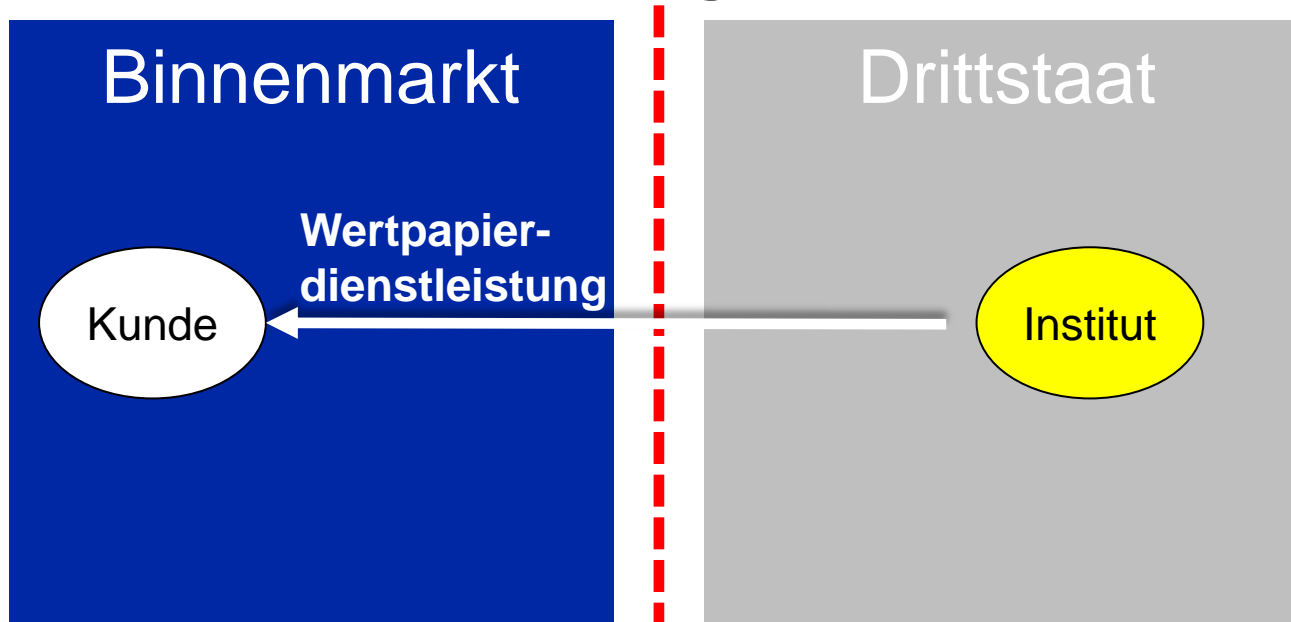 Binnenmarkt
Drittstaat
Wertpapier-
dienstleistung
Kunde
Institut